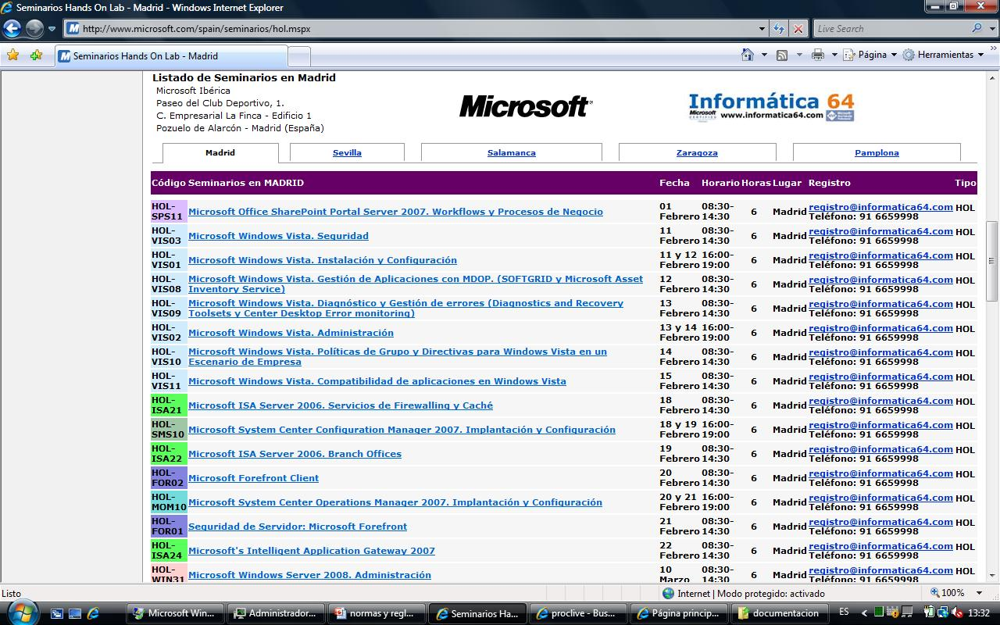 Seminarios Hands On Lab - Madrid - Windows Internet Explorer
http://www.microsoft.com/spain/seminarios/hol.mspx
Live Search
Seminarios Hands On Lab - Madrid
Página
Herramientas
Listado de Seminarios en Madrid
Microsoft Ibérica
Paseo del Club Deportivo, 1.
C. Empresarial La Finca - Edificio 1
Pozuelo de Alarcón - Madrid (España)
Microsoft
Informática 64
Microsoft
www.informatica64.com
Madrid Sevilla Salamanca Zaragoza Pamplona
Código Seminarios en MADRID Fecha Horario Horas Lugar Registro Tipo
HOL-SPS11 Microsoft Office SharePoint Portal Server 2007. Workflows y Procesos de Negocio 01 Febrero 08:30-14:30 6 Madrid registro@informatica64.com Teléfono: 91 6659998 HOL
HOL-VIS03 Microsoft Windows Vista. Seguridad 11 Febrero 08:30-14:30 6 Madrid registro@informatica64.com Teléfono: 91 6659998 HOL
HOL-VIS01 Microsoft Windows Vista. Instalación y Configuración 11 y 12 Febrero 16:00-19:00 6 Madrid registro@informatica64.com Teléfono: 91 6659998 HOL
HOL-VIS08 Microsoft Windows Vista. Gestión de Aplicaciones con MDOP. (SOFTGRID y Microsoft Asset Inventory Service) 12 Febrero 08:30-14:30 6 Madrid registro@informatica64.com Teléfono: 91 6659998 HOL
HOL-VIS09 Microsoft Windows Vista. Diagnóstico y Gestión de errores (Diagnostics and Recovery Toolsets y Center Desktop Error monitoring) 13 Febrero 08:30-14:30 6 Madrid registro@informatica64.com Teléfono: 91 6659998 HOL
HOL-VIS02 Microsoft Windows Vista. Administración 13 y 14 Febrero 16:00-19:00 6 Madrid registro@informatica64.com Teléfono: 91 6659998 HOL
HOL-VIS10 Microsoft Windows Vista. Políticas de Grupo y Directivas para Windows Vista en un Escenario de Empresa 14 Febrero 08:30-14:30 6 Madrid registro@informatica64.com Teléfono: 91 6659998 HOL
HOL-VIS11 Microsoft Windows Vista. Compatibilidad de aplicaciones en Windows Vista 15 Febrero 08:30-14:30 6 Madrid registro@informatica64.com Teléfono: 91 6659998 HOL
HOL-ISA21 Microsoft ISA Server 2006. Servicios de Firewalling y Caché 18 Febrero 08:30-14:30 6 Madrid registro@informatica64.com Teléfono: 91 6659998 HOL
HOL-SMS10 Microsoft System Center Configuration Manager 2007. Implantación y Configuración 18 y 19 Febrero 16:00-19:00 6 Madrid registro@informatica64.com Teléfono: 91 6659998 HOL
HOL-ISA22 Microsoft ISA Server 2006. Branch Offices 19 Febrero 08:30-14:30 6 Madrid registro@informatica64.com Teléfono: 91 6659998 HOL
HOL-FOR02 Microsoft Forefront Client 20 Febrero 08:30-14:30 6 Madrid registro@informatica64.com Teléfono: 91 6659998 HOL
HOL-MOM10 Microsoft System Center Operations Manager 2007. Implantación y Configuración 20 y 21 Febrero 16:00-19:00 6 Madrid registro@informatica64.com Teléfono: 91 6659998 HOL
HOL-FOR01 Seguridad de Servidor: Microsoft Forefront 21 Febrero 08:30-14:30 6 Madrid registro@informatica64.com Teléfono: 91 6659998 HOL
HOL-ISA24 Microsoft's Intelligent Application Gateway 2007 22 Febrero 08:30-14:30 6 Madrid registro@informatica64.com Teléfono: 91 6659998 HOL
HOL-WIN31 Microsoft Windows Server 2008. Administración 10 Marzo 08:30-14:30 6 Madrid registro@informatica64.com Teléfono: 91 6659998 HOL
Listo Internet | Modo protegido: activado 100%
Microsoft Win... Administrador... normas y regl... Seminarios Ha... proclive - Bus... Página princip... documentacion ES 13:32